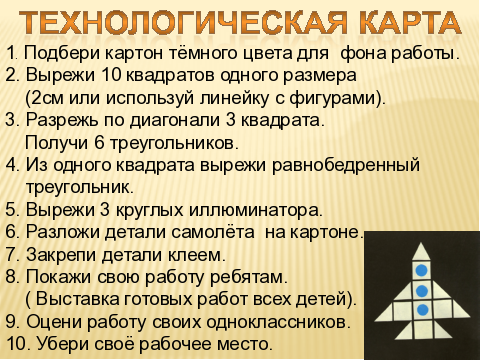 ТЕХНОЛОГИЧЕСКАЯ КАРТА
1. Подбери картон тёмного цвета для фона работы.
2. Вырежи 10 квадратов одного размера
(2см или используй линейку с фигурами).
3. Разрежь по диагонали 3 квадрата.
Получи 6 треугольников.
4. Из одного квадрата вырежи равнобедренный
треугольник.
5. Вырежи 3 круглых иллюминатора.
6. Разложи детали самолёта на картоне.
7. Закрепи детали клеем.
8. Покажи свою работу ребятам.
( Выставка готовых работ всех детей).
9. Оцени работу своих одноклассников.
10. Убери своё рабочее место.